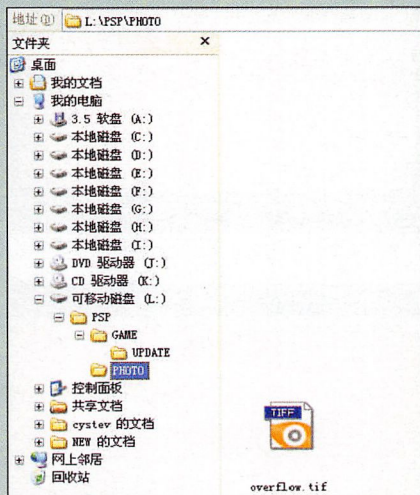 地址(D) L:\PSP\PHOTO
文件夹 ×
桌面
我的文档
我的电脑
3.5 软盘 (A:)
本地磁盘 (C:)
本地磁盘 (D:)
本地磁盘 (E:)
本地磁盘 (F:)
本地磁盘 (G:)
本地磁盘 (H:)
本地磁盘 (I:)
DVD 驱动器 (J:)
CD 驱动器 (K:)
可移动磁盘 (L:)
PSP
GAME
UPDATE
PHOTO
控制面板
共享文档
cystev 的文档
NEW 的文档
网上邻居
回收站
TIFF
overflow.tif